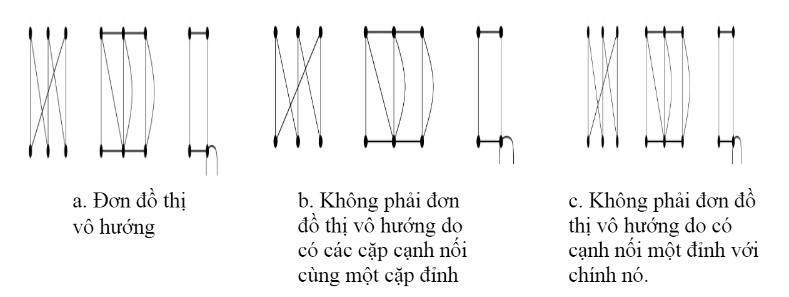 a. Đơn đồ thị
vô hướng
b. Không phải đơn
đồ thị vô hướng do
có các cặp cạnh nối
cùng một cặp đỉnh
c. Không phải đơn đồ
thị vô hướng do có
cạnh nối một đỉnh với
chính nó.